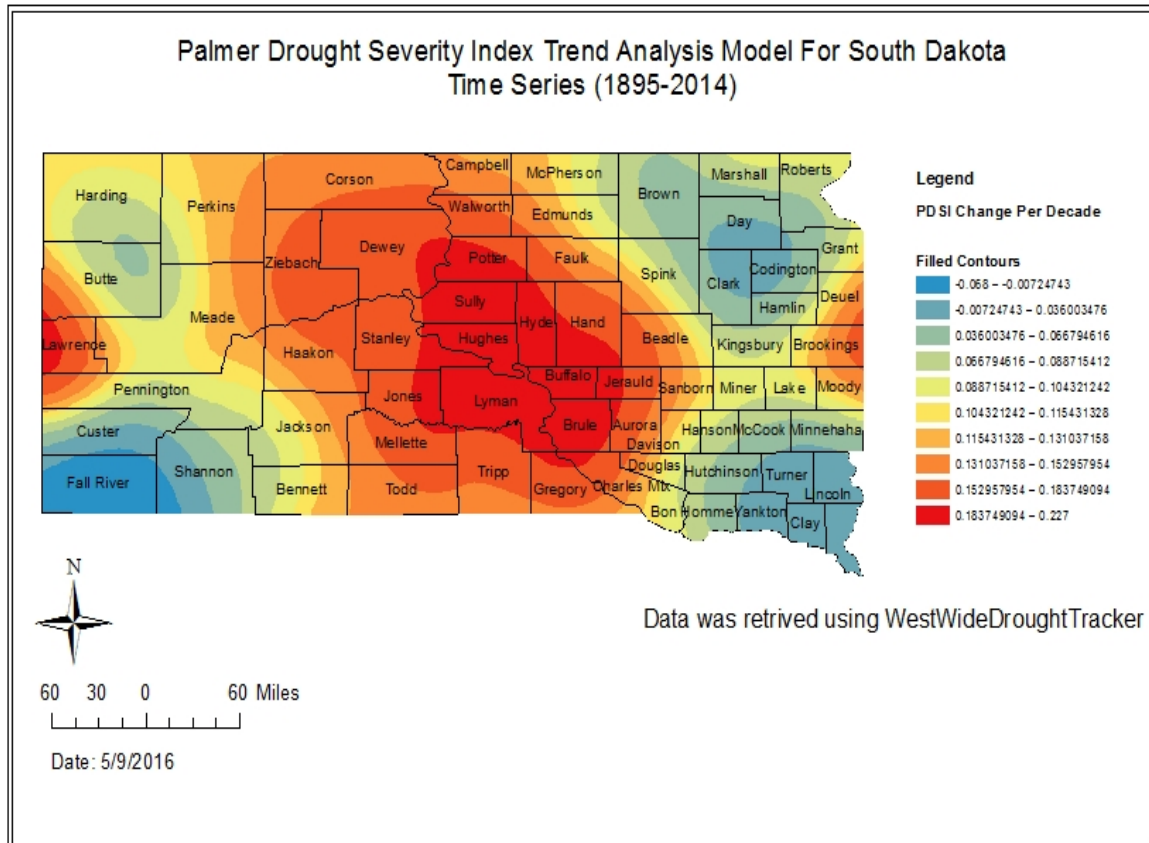 Palmer Drought Severity Index Trend Analysis Model For South Dakota
Time Series (1895-2014)
Harding
Perkins
Corson
Campbell
McPherson
Brown
Marshall
Roberts
Walworth
Edmunds
Day
Dewey
Ziebach
Potter
Faulk
Grant
Butte
Spink
Clark
Codington
Hamlin
Deuel
Meade
Sully
Hyde
Hand
Lawrence
Stanley
Hughes
Beadle
Kingsbury
Brookings
Haakon
Pennington
Buffalo
Jerauld
Sanborn
Miner
Lake
Moody
Jones
Lyman
Custer
Jackson
Brule
Aurora
Davison
Hanson
McCook
Minnehaha
Mellette
Shannon
Fall River
Bennett
Todd
Tripp
Gregory
Douglas
Charles Mix
Hutchinson
Turner
Lincoln
Bon Homme
Yankton
Clay
Legend
PDSI Change Per Decade
Filled Contours
-0.068 – -0.00724743
-0.00724743 – 0.036003476
0.036003476 – 0.066794616
0.066794616 – 0.088715412
0.088715412 – 0.104321242
0.104321242 – 0.115431328
0.115431328 – 0.131037158
0.131037158 – 0.152957954
0.152957954 – 0.183749094
0.183749094 – 0.227
N
Data was retrived using WestWideDroughtTracker
60 30 0 60 Miles
Date: 5/9/2016